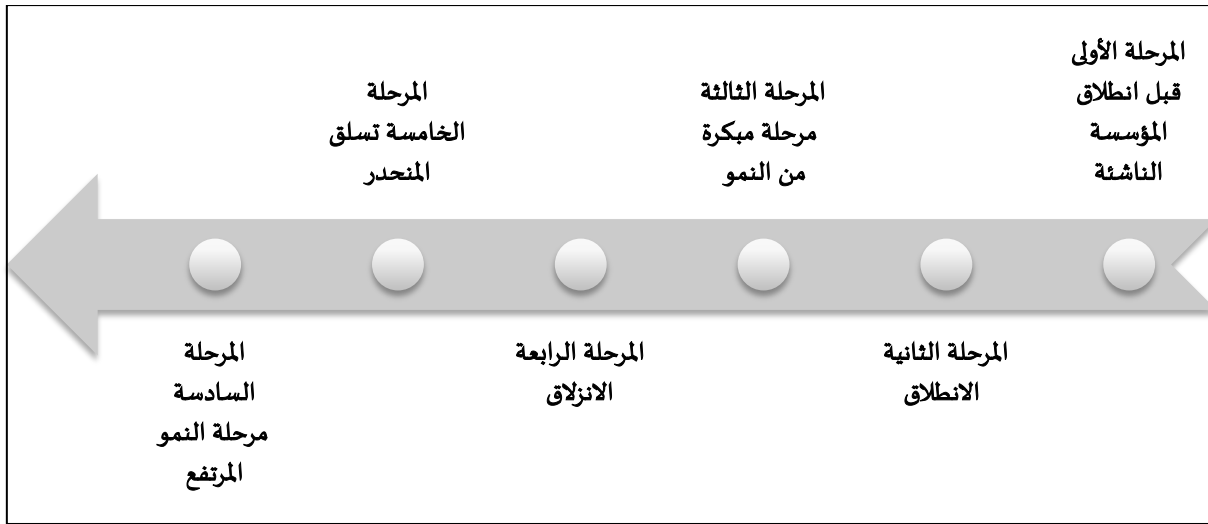 المرحلة الأولى
قبل انطلاق
المؤسسة
الناشئة
المرحلة الثانية
الانطلاق
المرحلة الثالثة
مرحلة مبكرة
من النمو
المرحلة الرابعة
الانزلاق
المرحلة
الخامسة تسلق
المنحدر
المرحلة
السادسة
مرحلة النمو
المرتفع